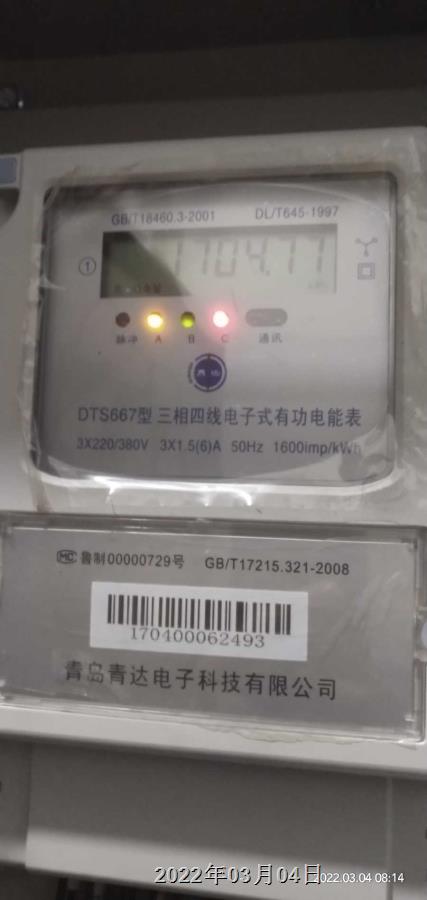 GB/T18460.3-2001 DL/T645-1997
1704.77
①
脉冲 A B C 通讯
DTS667型 三相四线电子式有功电能表
3X220/380V 3X1.5(6)A 50Hz 1600imp/kWh
MC 鲁制00000729号 GB/T17215.321-2008
170400062493
青岛青达电子科技有限公司
2022年03月04日
2022.03.04 08:14